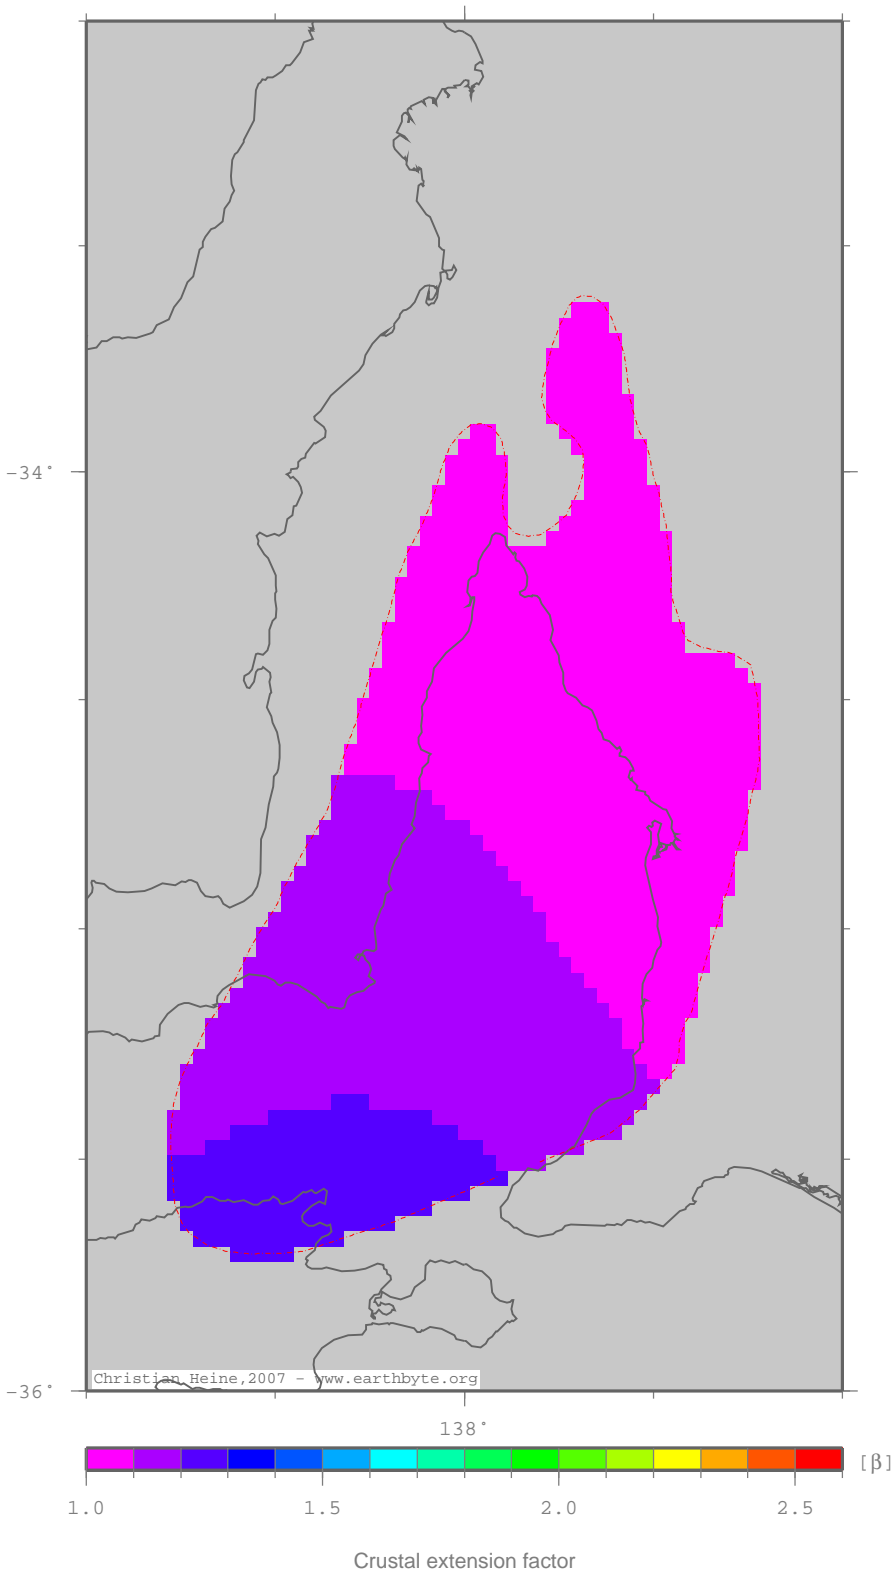 -34°
-36°
Christian Heine,2007 - www.earthbyte.org
138°
[β]
1.0 1.5 2.0 2.5
Crustal extension factor